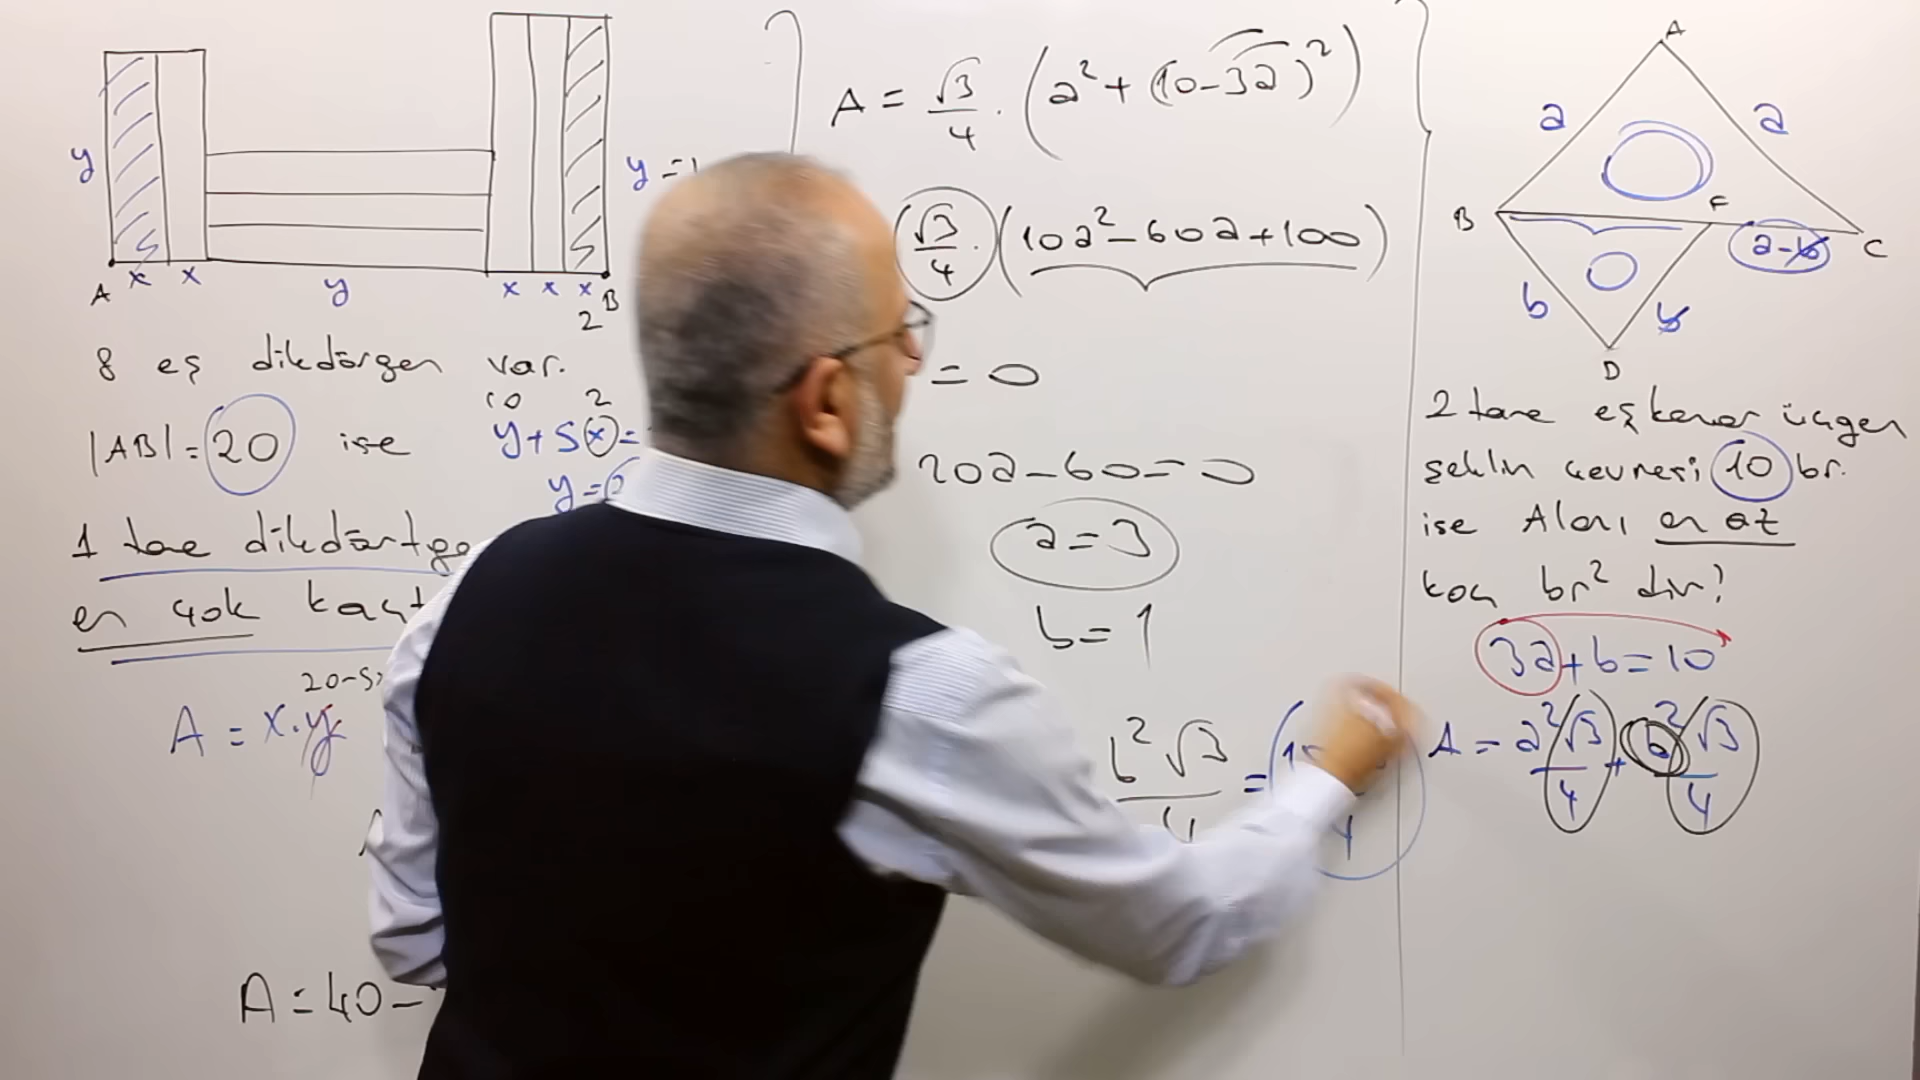 y
A x x y x x x B
2
y =
8 eş dikdörgen var.
10 2
|AB| = 20 ise y + 5x =
y =
1 tane dikdörtge
en çok kaç
20-5x
A = x.y
A = 40 -
A = √3/4 . (a² + (10-3a)²)
√3/4 . (10a² - 60a + 100)
= 0
20a - 60 = 0
a = 3
b = 1
b²√3/4 =
A
a a
B F C
a-b
b b
D
2 tane eşkenar üçgen
şeklin çevresi 10 br.
ise Alanı en az
kaç br² dir?
3a + b = 10
A = a²√3/4 + b²√3/4